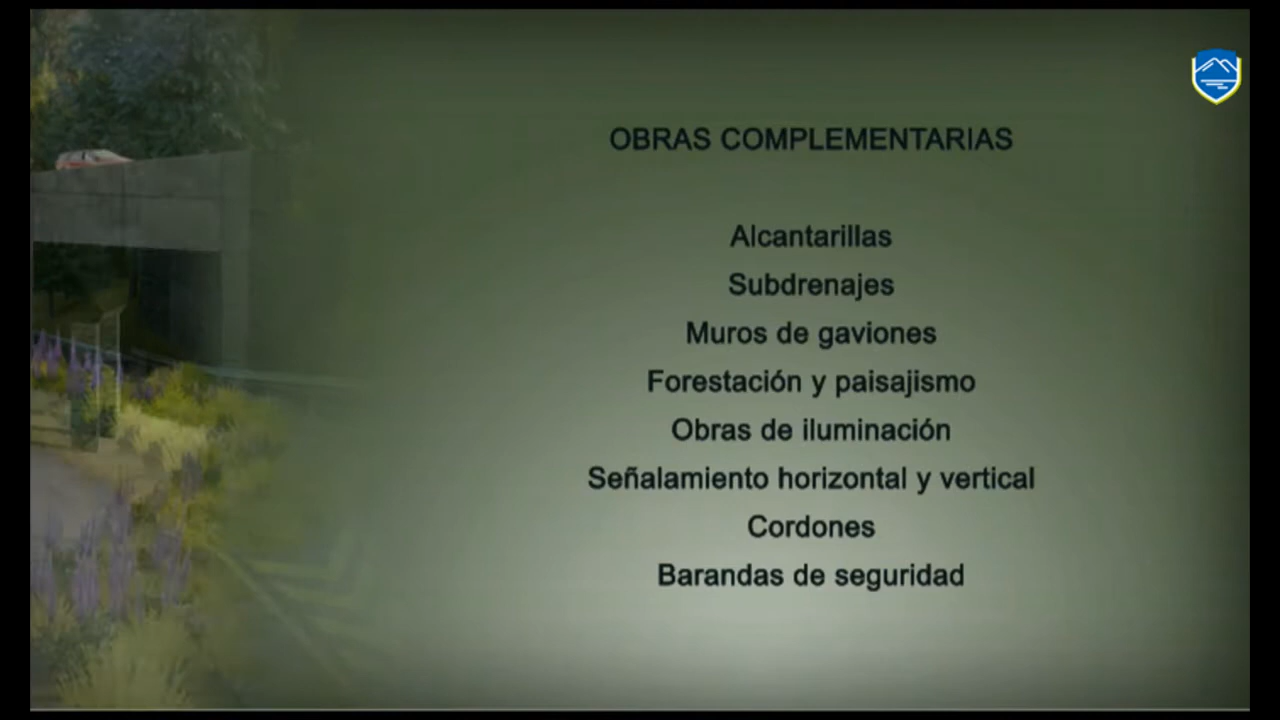 OBRAS COMPLEMENTARIAS
Alcantarillas
Subdrenajes
Muros de gaviones
Forestación y paisajismo
Obras de iluminación
Señalamiento horizontal y vertical
Cordones
Barandas de seguridad